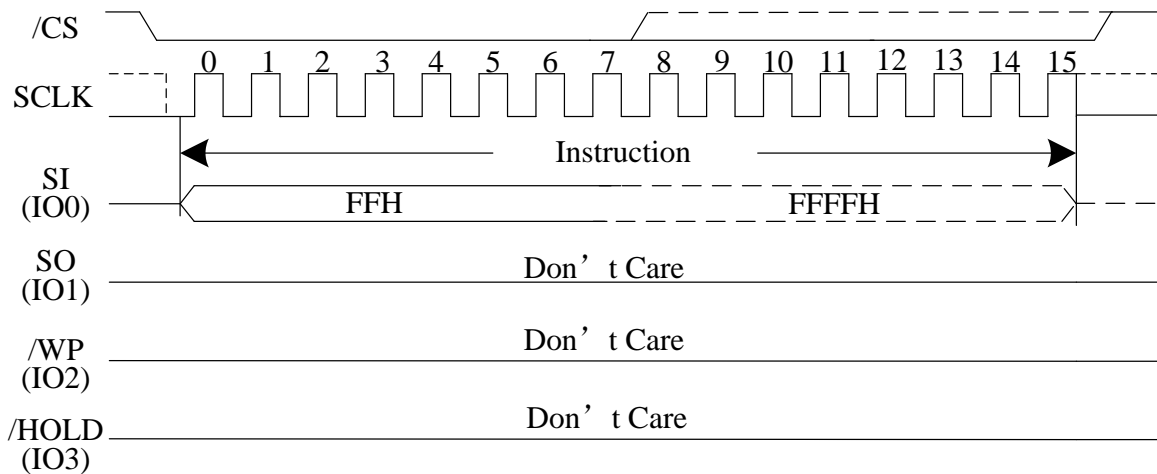 /CS
0 1 2 3 4 5 6 7 8 9 10 11 12 13 14 15
SCLK
Instruction
SI
(IO0)
FFH FFFFH
SO
(IO1)
Don’t Care
/WP
(IO2)
Don’t Care
/HOLD
(IO3)
Don’t Care